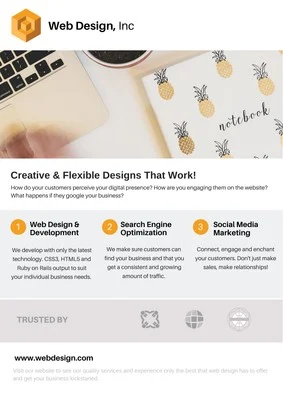 Web Design, Inc
notebook
Creative & Flexible Designs That Work!
How do your customers perceive your digital presence? How are you engaging them on the website?
What happens if they google your business?
1
Web Design &
Development
We develop with only the latest
technology. CSS3, HTML5 and
Ruby on Rails output to suit
your individual business needs.
2
Search Engine
Optimization
We make sure customers can
find your business and that you
get a consistent and growing
amount of traffic.
3
Social Media
Marketing
Connect, engage and enchant
your customers. Don't just make
sales, make relationships!
TRUSTED BY
www.webdesign.com
Visit our website to see our quality services and experience only the best that web design has to offer
and get your business kickstarted.